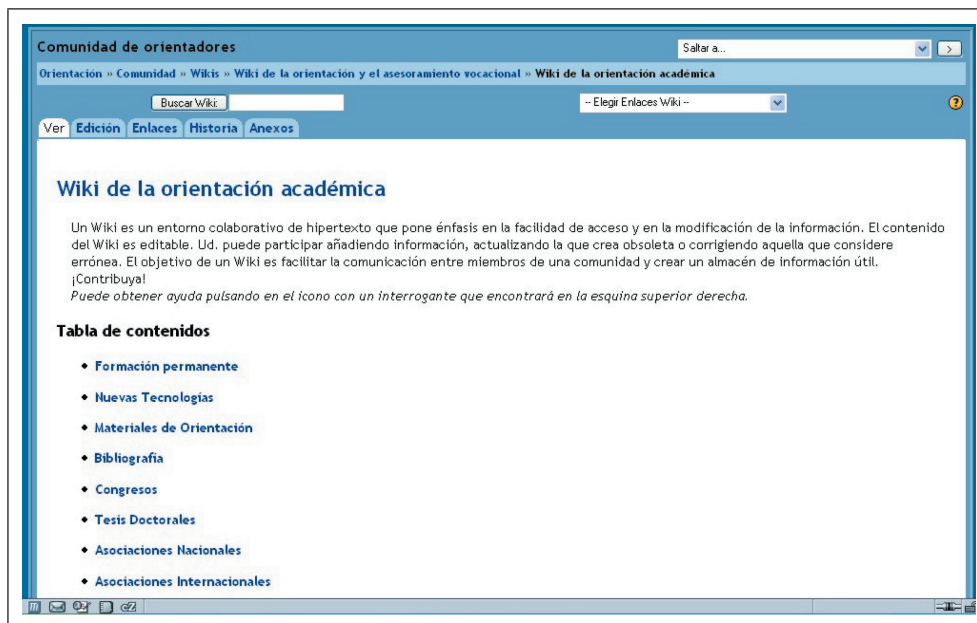 Comunidad de orientadores
Saltar a...
>
Orientación » Comunidad » Wikis » Wiki de la orientación y el asesoramiento vocacional » Wiki de la orientación académica
Buscar Wiki:
-- Elegir Enlaces Wiki --
?
Ver Edición Enlaces Historia Anexos
Wiki de la orientación académica
Un Wiki es un entorno colaborativo de hipertexto que pone énfasis en la facilidad de acceso y en la modificación de la información. El contenido
del Wiki es editable. Ud. puede participar añadiendo información, actualizando la que crea obsoleta o corrigiendo aquella que considere
errónea. El objetivo de un Wiki es facilitar la comunicación entre miembros de una comunidad y crear un almacén de información útil.
¡Contribuya!
Puede obtener ayuda pulsando en el icono con un interrogante que encontrará en la esquina superior derecha.
Tabla de contenidos
• Formación permanente
• Nuevas Tecnologías
• Materiales de Orientación
• Bibliografía
• Congresos
• Tesis Doctorales
• Asociaciones Nacionales
• Asociaciones Internacionales